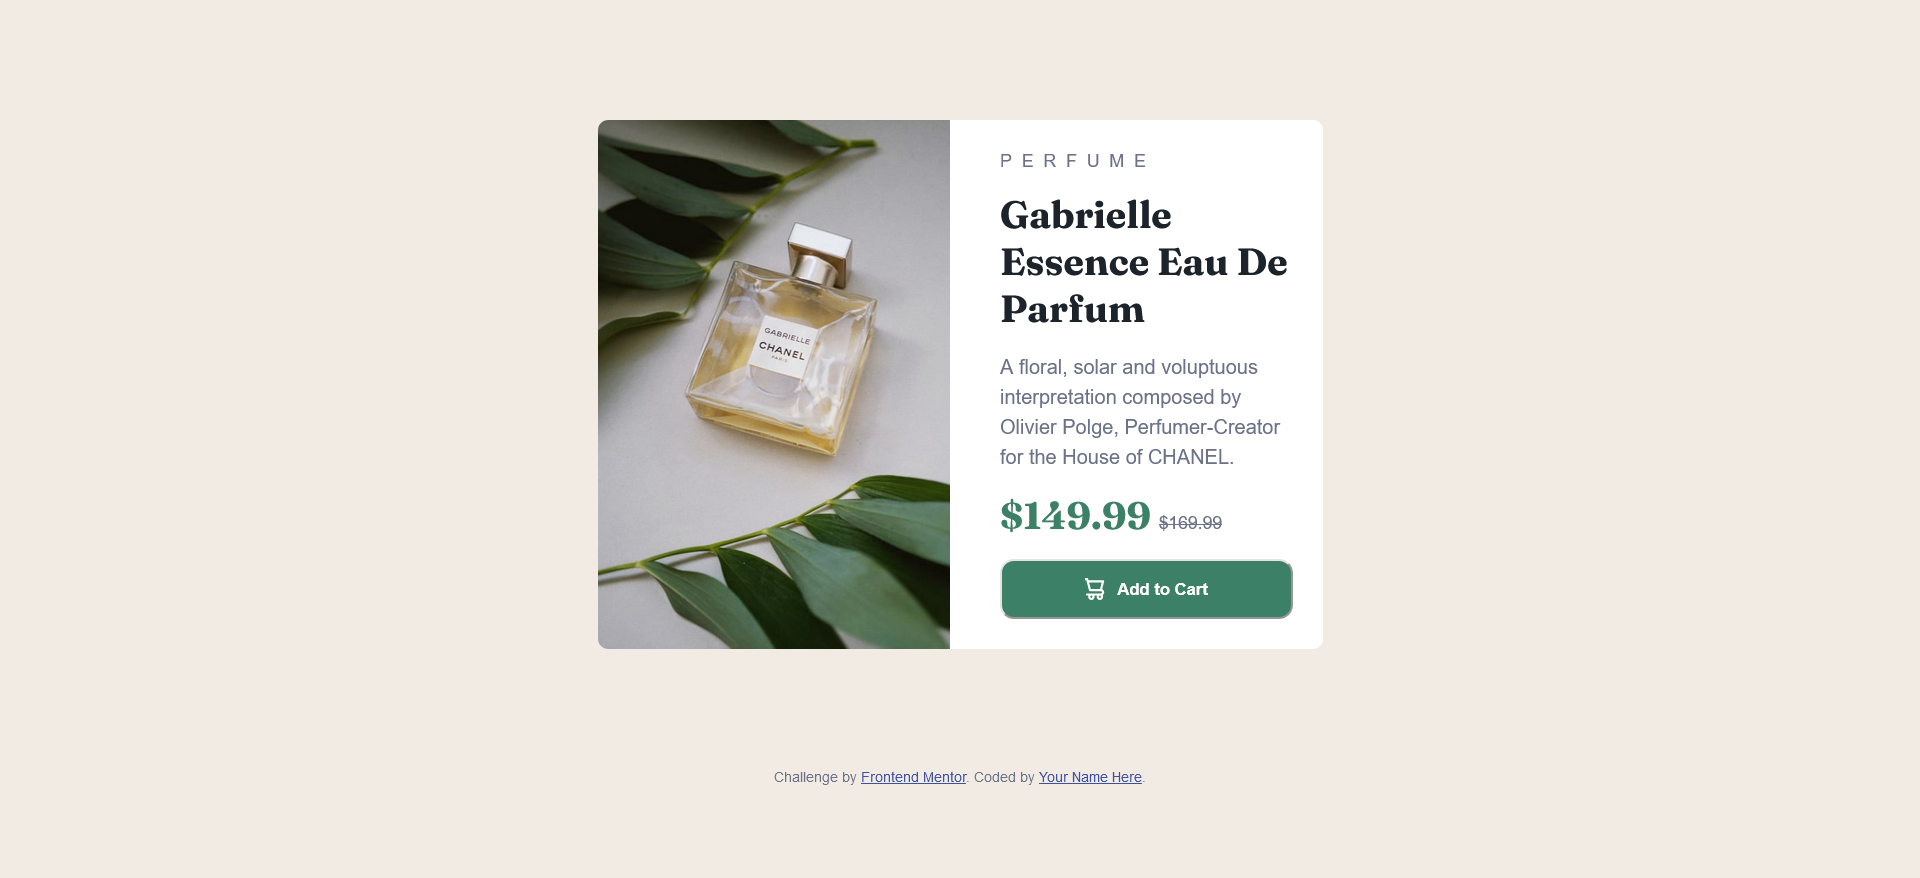 PERFUME
Gabrielle
Essence Eau De
Parfum
A floral, solar and voluptuous
interpretation composed by
Olivier Polge, Perfumer-Creator
for the House of CHANEL.
$149.99 $169.99
Add to Cart
GABRIELLE
CHANEL
PARIS
Challenge by Frontend Mentor. Coded by Your Name Here.